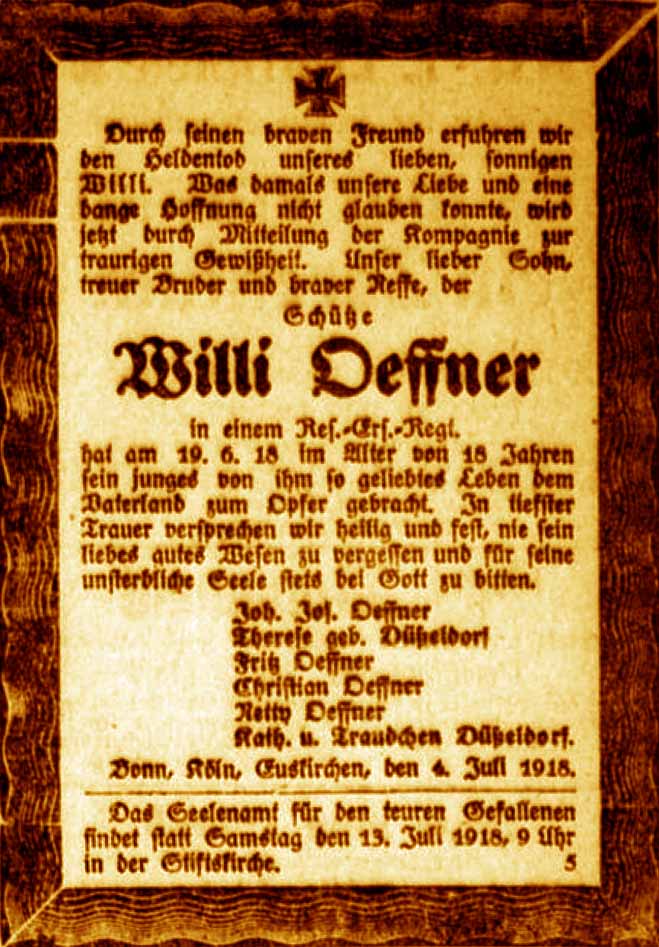 Durch seinen braven Freund erfuhren wir
den Heldentod unseres lieben, sonnigen
Willi. Was damals unsere Liebe und eine
bange Hoffnung nicht glauben konnte, wird
jetzt durch Mitteilung der Kompagnie zur
traurigen Gewißheit. Unser lieber Sohn,
treuer Bruder und braver Neffe, der
Schütze
Willi Oeffner
in einem Res.-Ers.-Regt.
hat am 19. 6. 18 im Alter von 18 Jahren
sein junges von ihm so geliebtes Leben dem
Vaterland zum Opfer gebracht. In tiefster
Trauer versprechen wir heilig und fest, nie sein
liebes gutes Wesen zu vergessen und für seine
unsterbliche Seele stets bei Gott zu bitten.
Joh. Jos. Oeffner
Therese geb. Düßeldorf
Fritz Oeffner
Christian Oeffner
Netty Oeffner
Kath. u. Traudchen Düßeldorf.
Bonn, Köln, Euskirchen, den 4. Juli 1918.
Das Seelenamt für den teuren Gefallenen
findet statt Samstag den 13. Juli 1918, 9 Uhr
in der Stiftskirche. 5